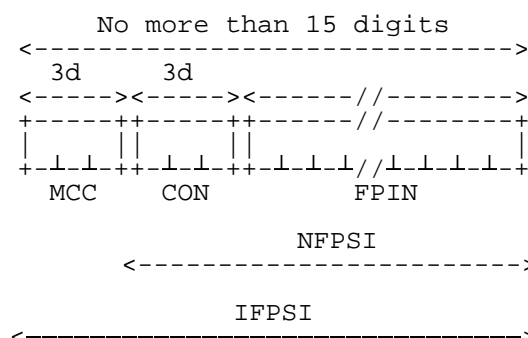 No more than 15 digits
3d 3d
MCC CON FPIN
NFPSI
IFPSI